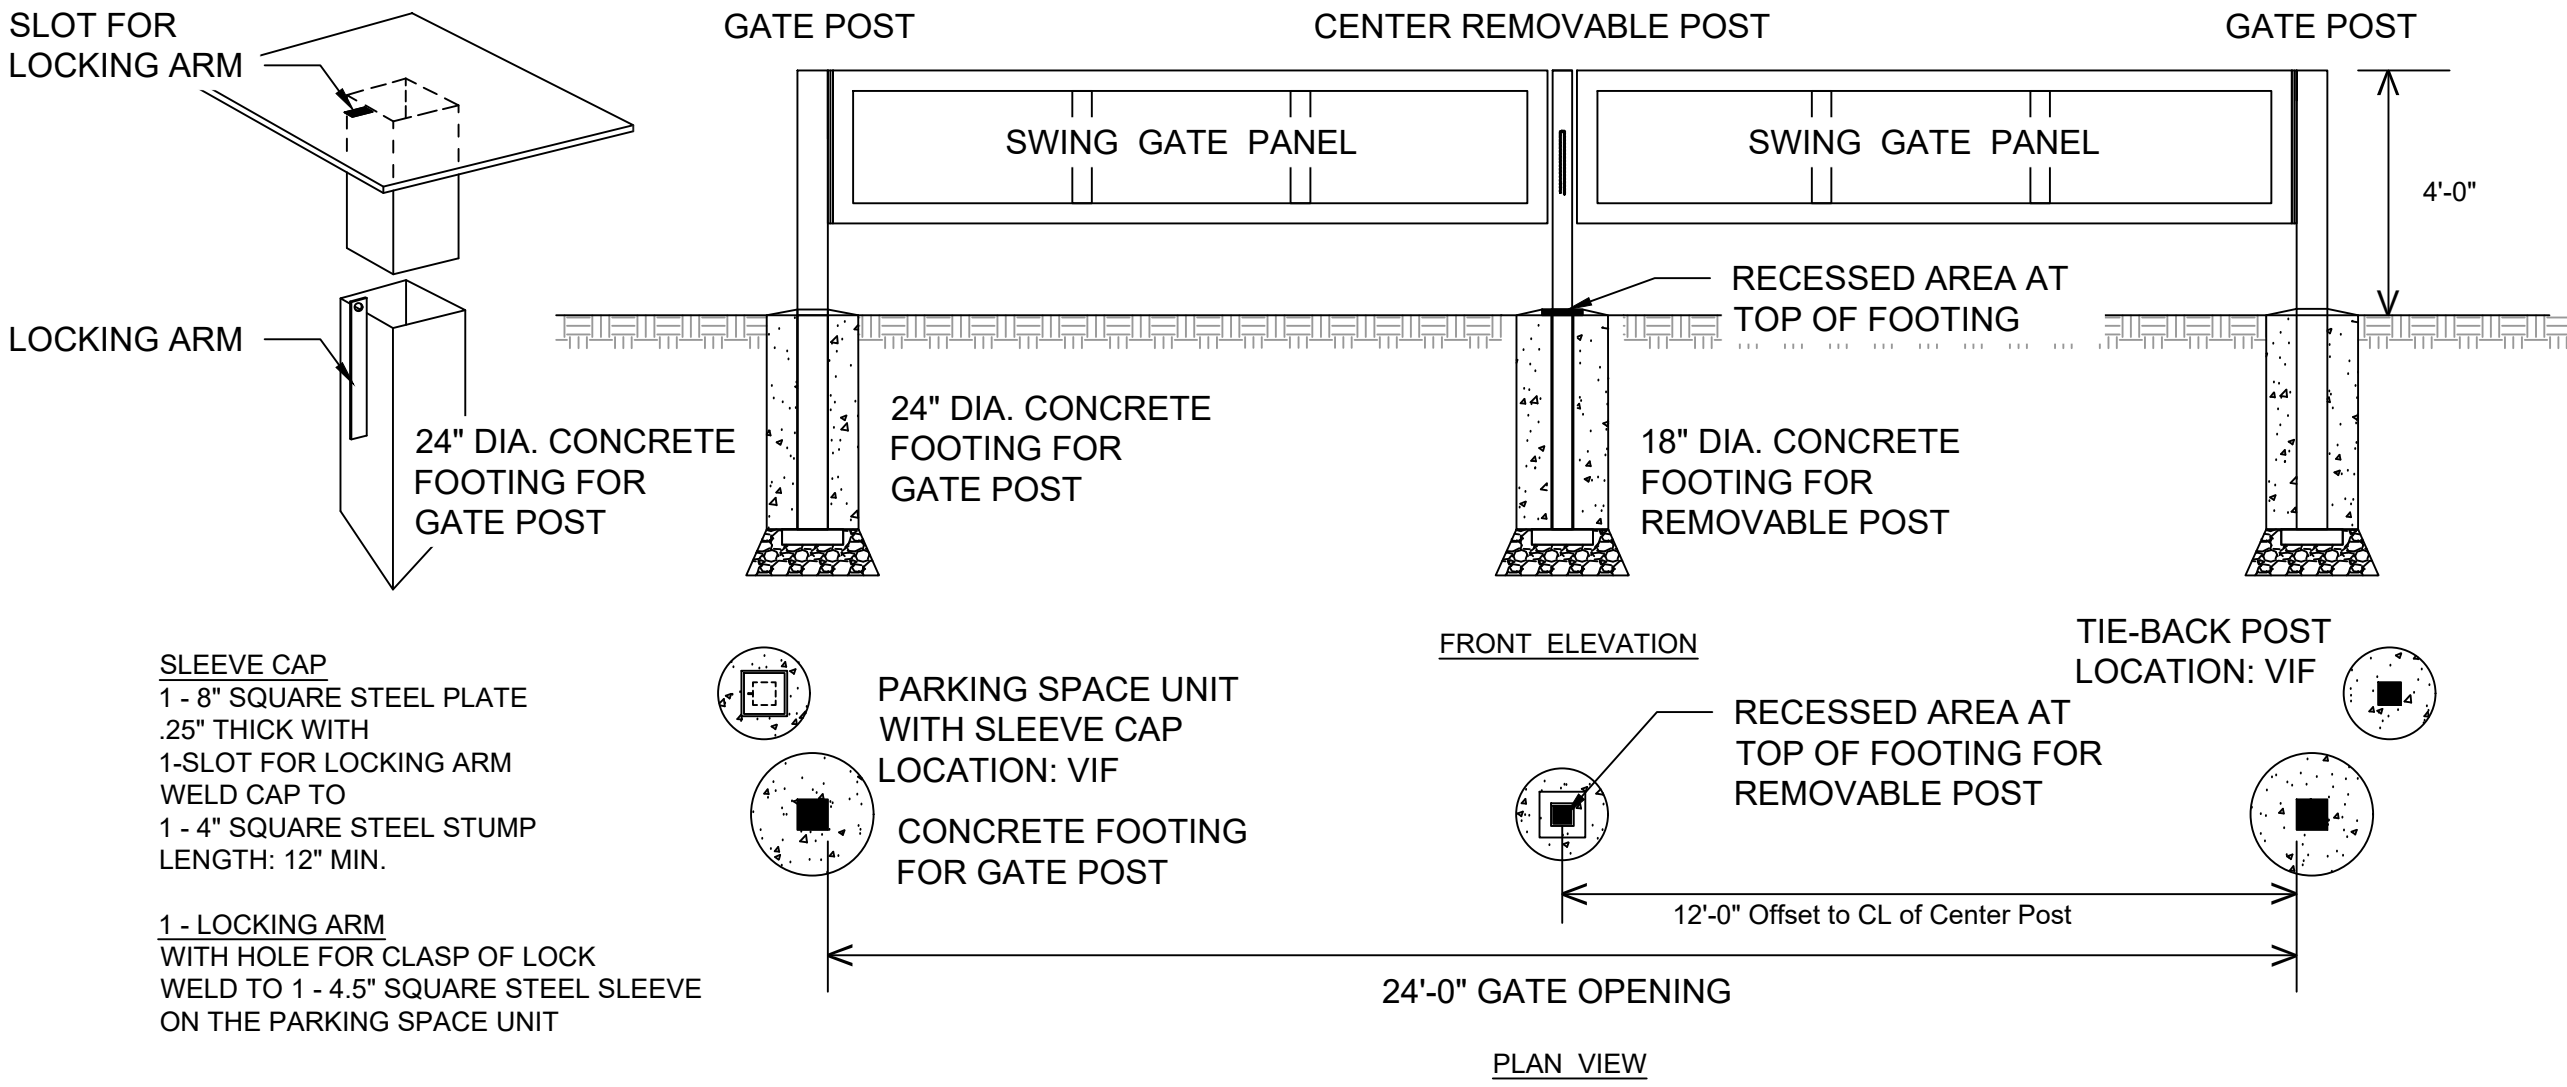 SLOT FOR
LOCKING ARM
GATE POST
CENTER REMOVABLE POST
GATE POST
SWING GATE PANEL
SWING GATE PANEL
4'-0"
RECESSED AREA AT
TOP OF FOOTING
LOCKING ARM
24" DIA. CONCRETE
FOOTING FOR
GATE POST
24" DIA. CONCRETE
FOOTING FOR
GATE POST
18" DIA. CONCRETE
FOOTING FOR
REMOVABLE POST
FRONT ELEVATION
TIE-BACK POST
LOCATION: VIF
SLEEVE CAP
1 - 8" SQUARE STEEL PLATE
.25" THICK WITH
1-SLOT FOR LOCKING ARM
WELD CAP TO
1 - 4" SQUARE STEEL STUMP
LENGTH: 12" MIN.
PARKING SPACE UNIT
WITH SLEEVE CAP
LOCATION: VIF
RECESSED AREA AT
TOP OF FOOTING FOR
REMOVABLE POST
CONCRETE FOOTING
FOR GATE POST
1 - LOCKING ARM
WITH HOLE FOR CLASP OF LOCK
WELD TO 1 - 4.5" SQUARE STEEL SLEEVE
ON THE PARKING SPACE UNIT
12'-0" Offset to CL of Center Post
24'-0" GATE OPENING
PLAN VIEW